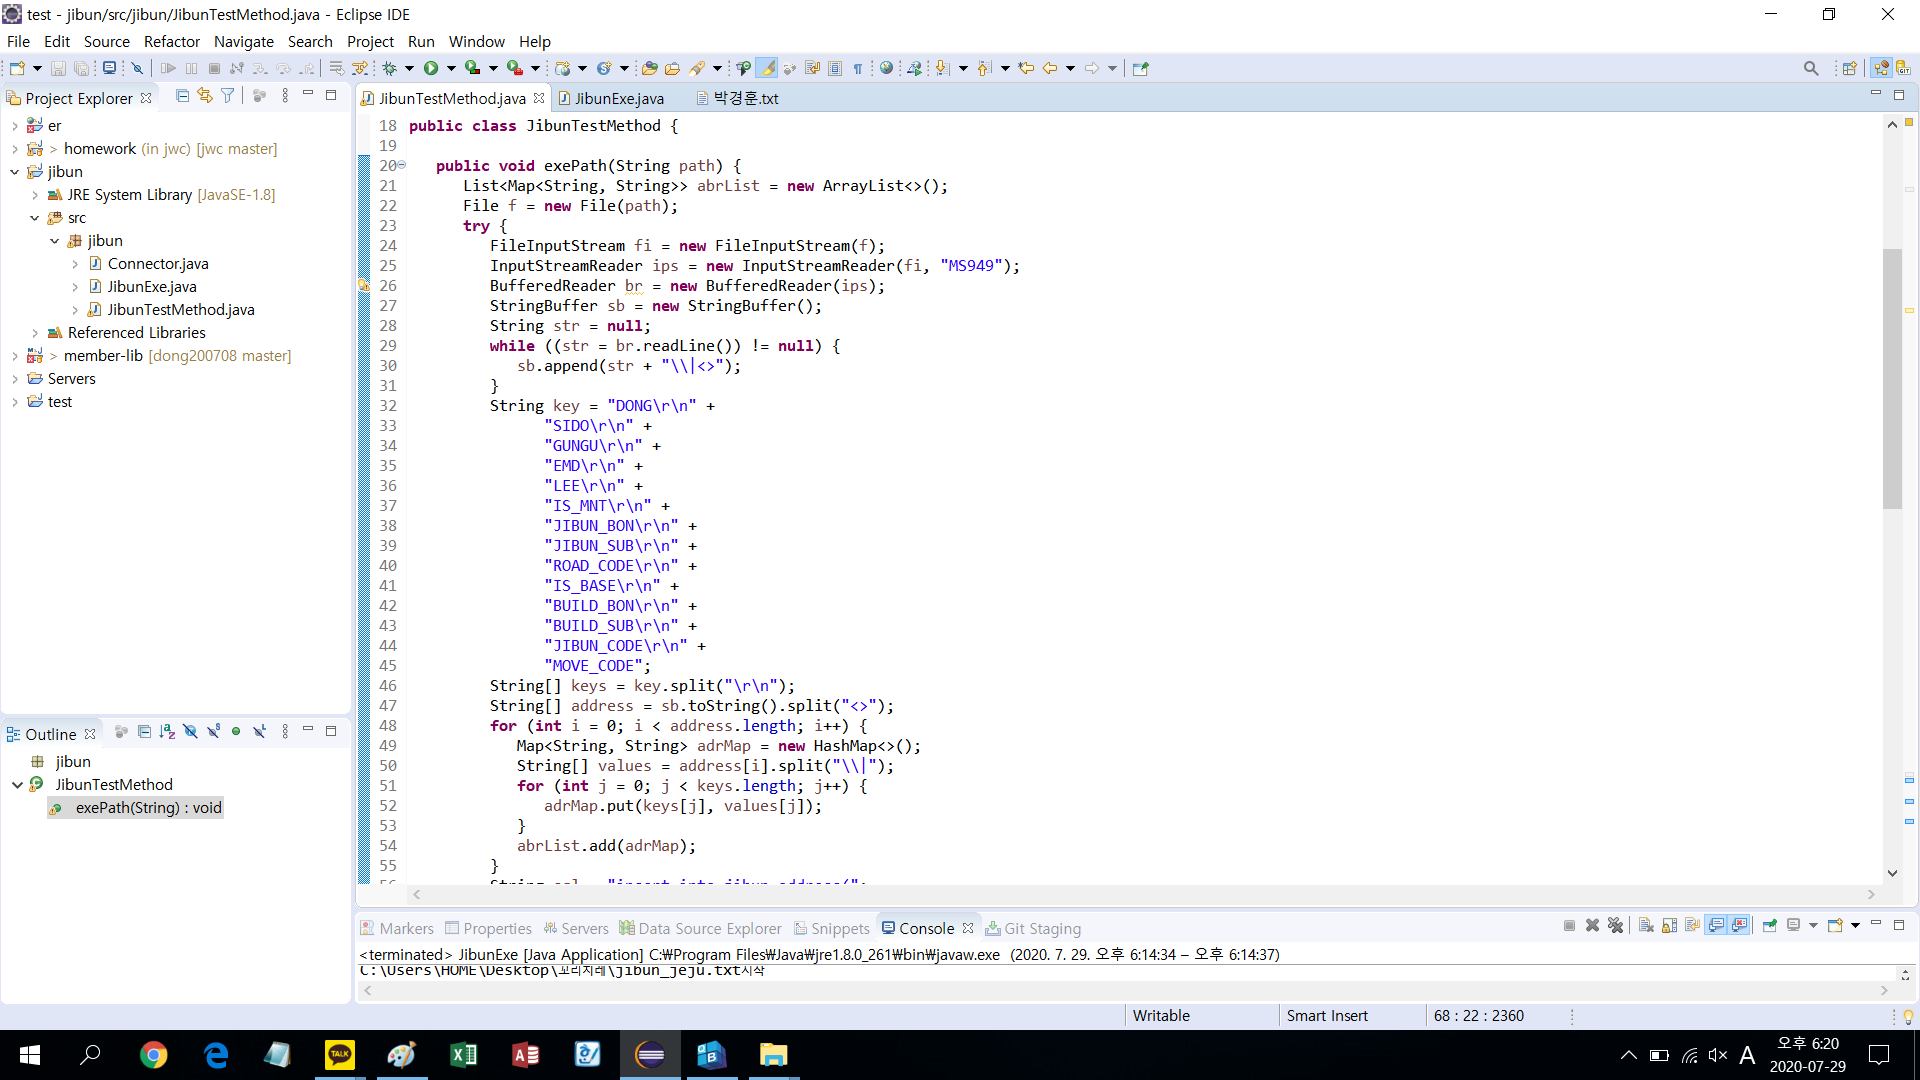 test - jibun/src/jibun/JibunTestMethod.java - Eclipse IDE
File Edit Source Refactor Navigate Search Project Run Window Help
Project Explorer
er
> homework (in jwc) [jwc master]
jibun
JRE System Library [JavaSE-1.8]
src
jibun
Connector.java
JibunExe.java
JibunTestMethod.java
Referenced Libraries
> member-lib [dong200708 master]
Servers
test
Outline
jibun
JibunTestMethod
exePath(String) : void
JibunTestMethod.java JibunExe.java 박경훈.txt
18 public class JibunTestMethod {
19
20 public void exePath(String path) {
21 List<Map<String, String>> abrList = new ArrayList<>();
22 File f = new File(path);
23 try {
24 FileInputStream fi = new FileInputStream(f);
25 InputStreamReader ips = new InputStreamReader(fi, "MS949");
26 BufferedReader br = new BufferedReader(ips);
27 StringBuffer sb = new StringBuffer();
28 String str = null;
29 while ((str = br.readLine()) != null) {
30 sb.append(str + "\\|<>");
31 }
32 String key = "DONG\r\n" +
33 "SIDO\r\n" +
34 "GUNGU\r\n" +
35 "EMD\r\n" +
36 "LEE\r\n" +
37 "IS_MNT\r\n" +
38 "JIBUN_BON\r\n" +
39 "JIBUN_SUB\r\n" +
40 "ROAD_CODE\r\n" +
41 "IS_BASE\r\n" +
42 "BUILD_BON\r\n" +
43 "BUILD_SUB\r\n" +
44 "JIBUN_CODE\r\n" +
45 "MOVE_CODE";
46 String[] keys = key.split("\r\n");
47 String[] address = sb.toString().split("<>");
48 for (int i = 0; i < address.length; i++) {
49 Map<String, String> adrMap = new HashMap<>();
50 String[] values = address[i].split("\\|");
51 for (int j = 0; j < keys.length; j++) {
52 adrMap.put(keys[j], values[j]);
53 }
54 abrList.add(adrMap);
55 }
56 String sql = "insert into jibun_address(";
Markers Properties Servers Data Source Explorer Snippets Console Git Staging
<terminated> JibunExe [Java Application] C:₩Program Files₩Java₩jre1.8.0_261₩bin₩javaw.exe (2020. 7. 29. 오후 6:14:34 – 오후 6:14:37)
C:\Users\HOME\Desktop\꼬리치레\jibun_jeju.txt시작
Writable Smart Insert 68 : 22 : 2360
TALK
A
오후 6:20
2020-07-29